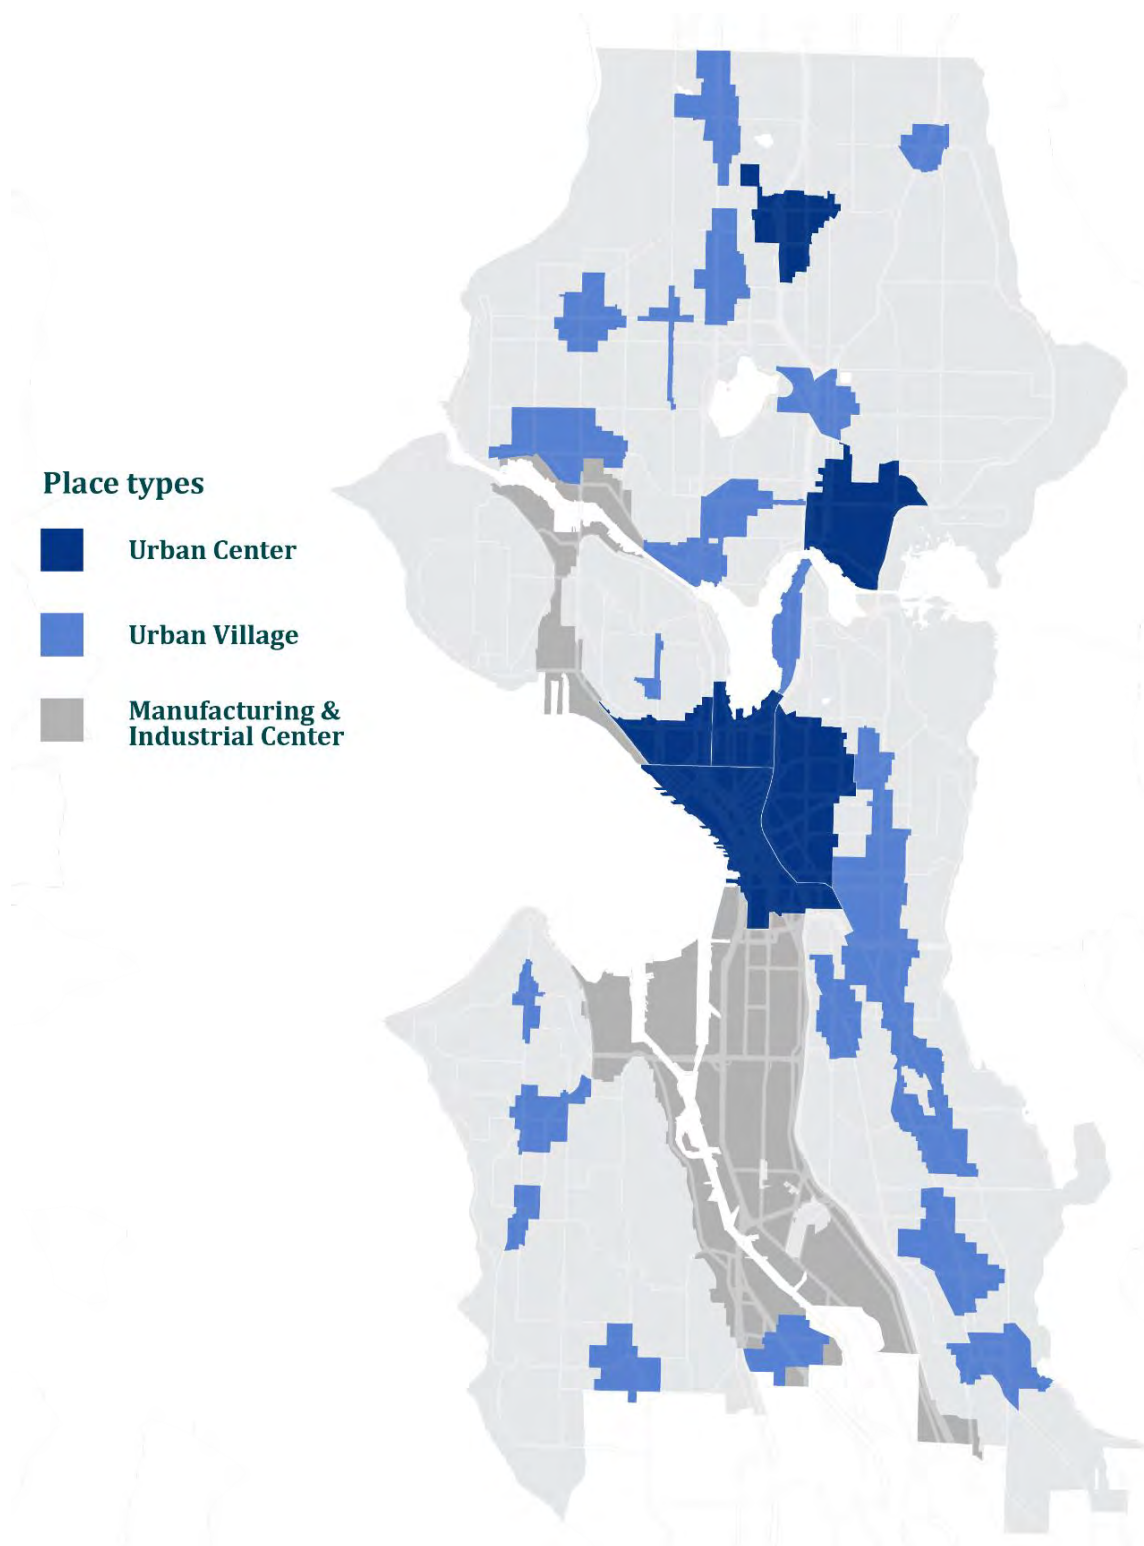 Place types
Urban Center
Urban Village
Manufacturing &
Industrial Center